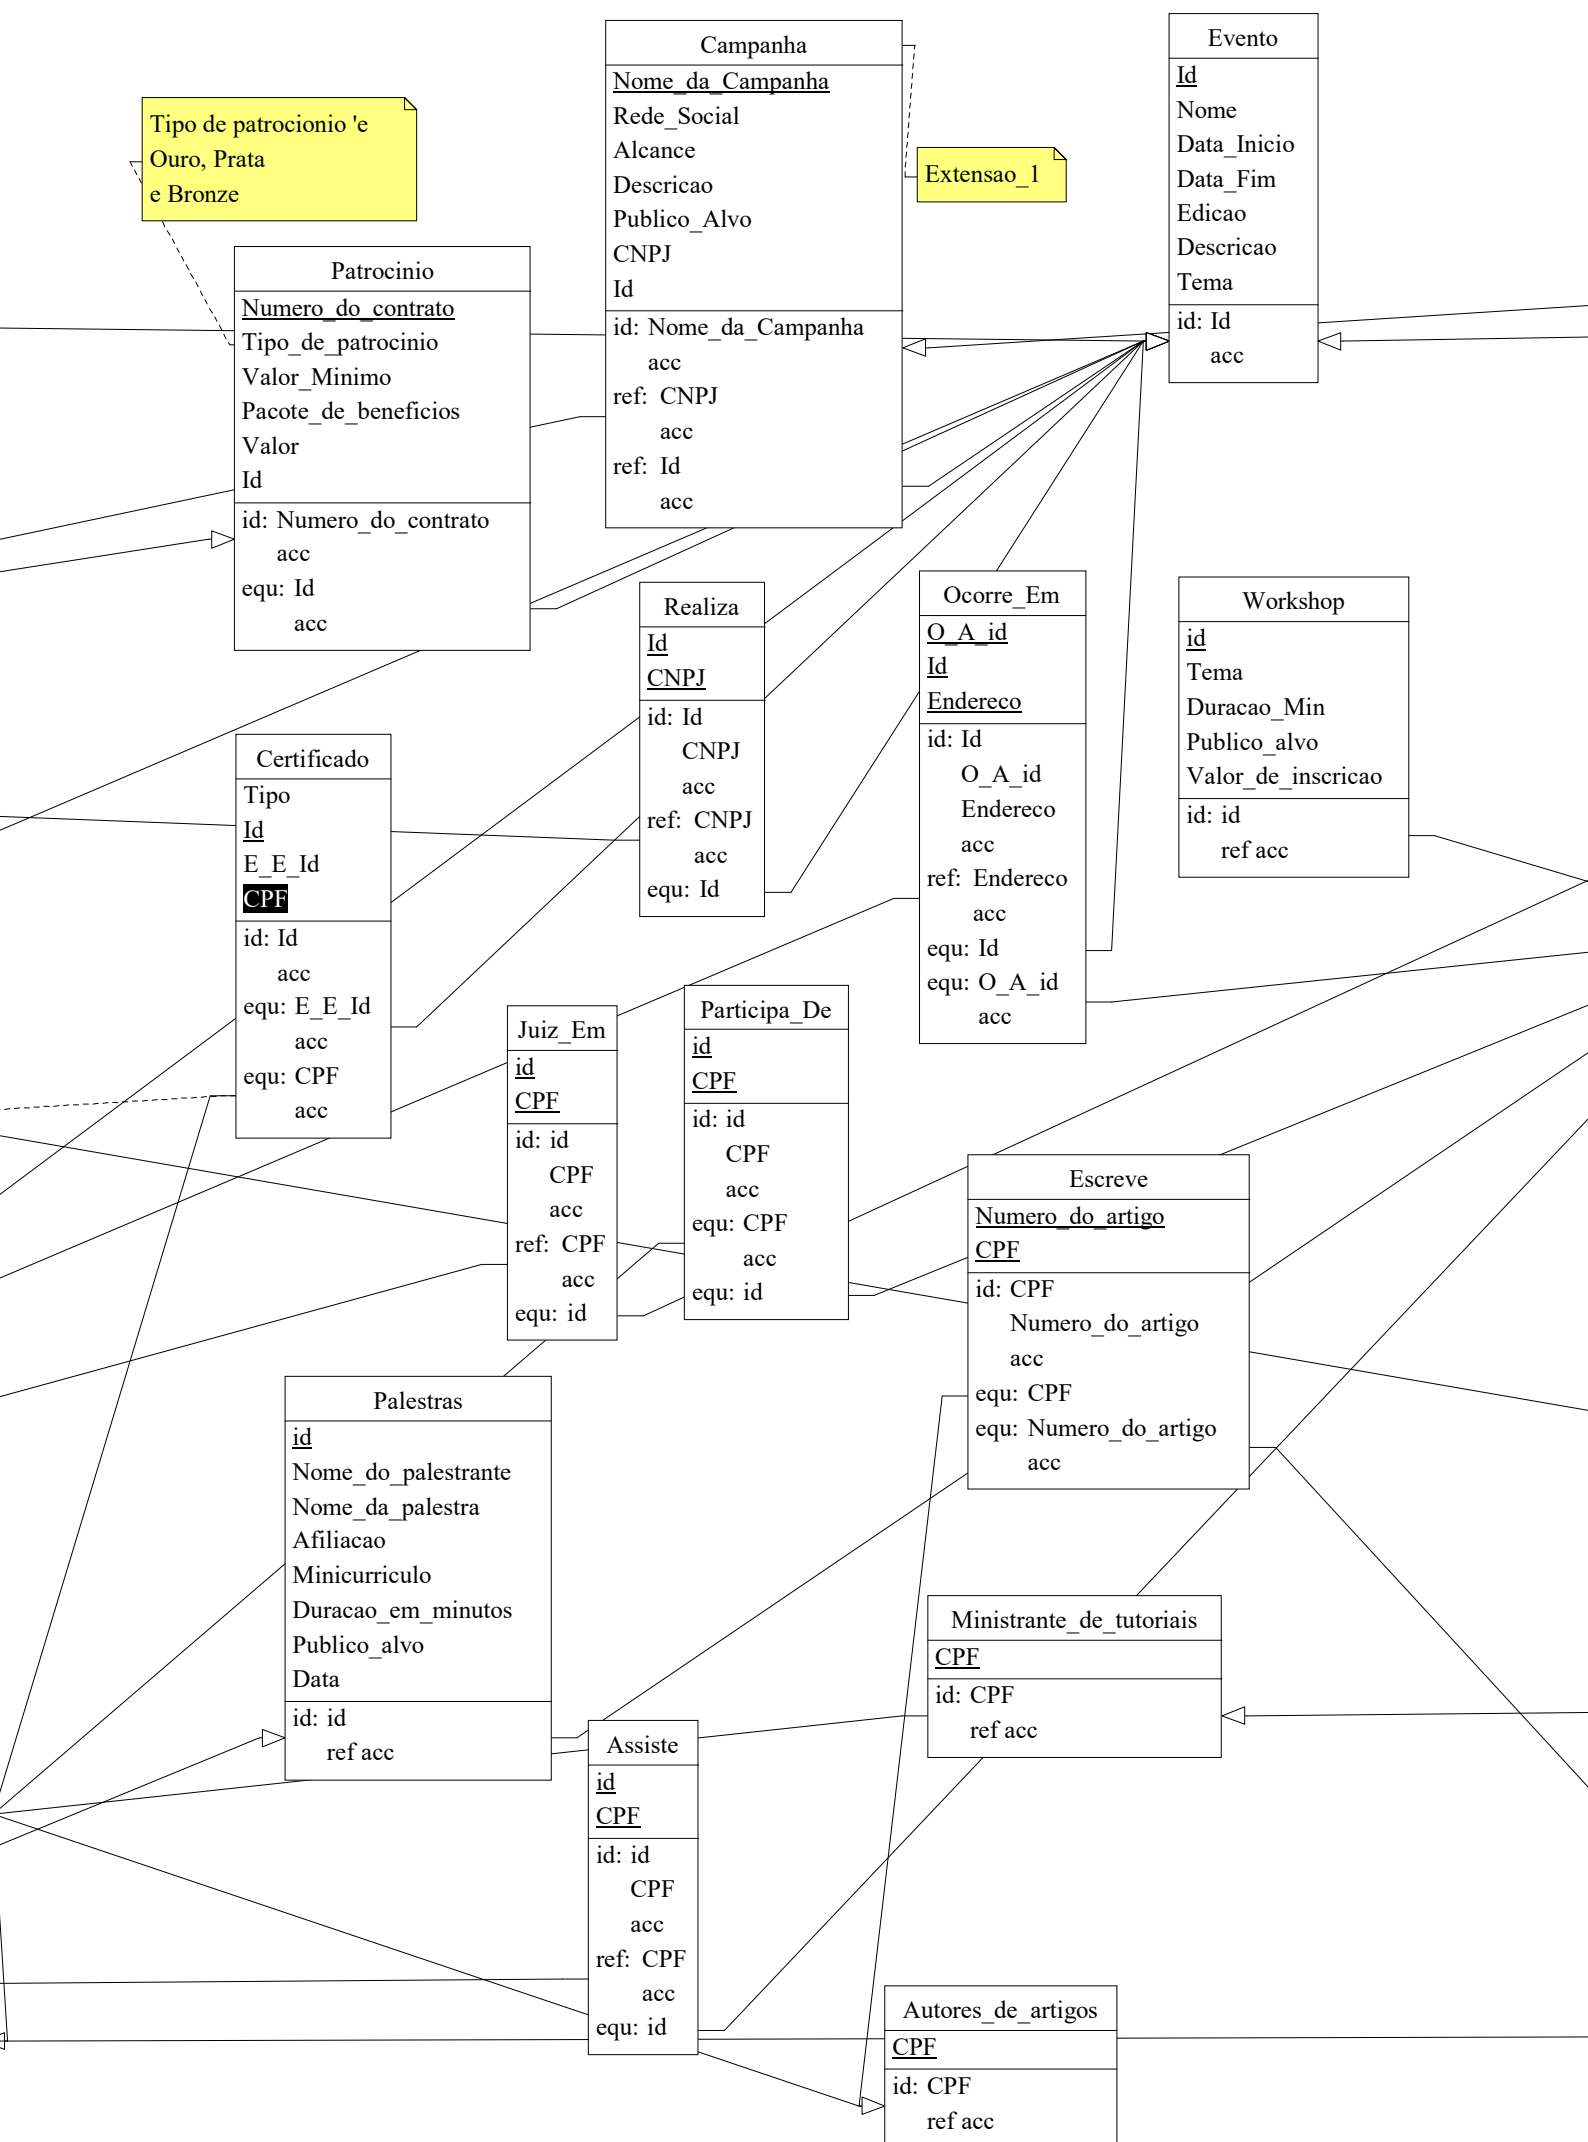 Campanha
Nome_da_Campanha
Rede_Social
Alcance
Descricao
Publico_Alvo
CNPJ
Id
id: Nome_da_Campanha
acc
ref: CNPJ
acc
ref: Id
acc
Evento
Id
Nome
Data_Inicio
Data_Fim
Edicao
Descricao
Tema
id: Id
acc
Tipo de patrocionio 'e
Ouro, Prata
e Bronze
Extensao_1
Patrocinio
Numero_do_contrato
Tipo_de_patrocinio
Valor_Minimo
Pacote_de_beneficios
Valor
Id
id: Numero_do_contrato
acc
equ: Id
acc
Realiza
Id
CNPJ
id: Id
CNPJ
acc
ref: CNPJ
acc
equ: Id
Ocorre_Em
O_A_id
Id
Endereco
id: Id
O_A_id
Endereco
acc
ref: Endereco
acc
equ: Id
equ: O_A_id
acc
Workshop
id
Tema
Duracao_Min
Publico_alvo
Valor_de_inscricao
id: id
ref acc
Certificado
Tipo
Id
E_E_Id
CPF
id: Id
acc
equ: E_E_Id
acc
equ: CPF
acc
Juiz_Em
id
CPF
id: id
CPF
acc
ref: CPF
acc
equ: id
Participa_De
id
CPF
id: id
CPF
acc
equ: CPF
acc
equ: id
Escreve
Numero_do_artigo
CPF
id: CPF
Numero_do_artigo
acc
equ: CPF
equ: Numero_do_artigo
acc
Palestras
id
Nome_do_palestrante
Nome_da_palestra
Afiliacao
Minicurriculo
Duracao_em_minutos
Publico_alvo
Data
id: id
ref acc
Ministrante_de_tutoriais
CPF
id: CPF
ref acc
Assiste
id
CPF
id: id
CPF
acc
ref: CPF
acc
equ: id
Autores_de_artigos
CPF
id: CPF
ref acc